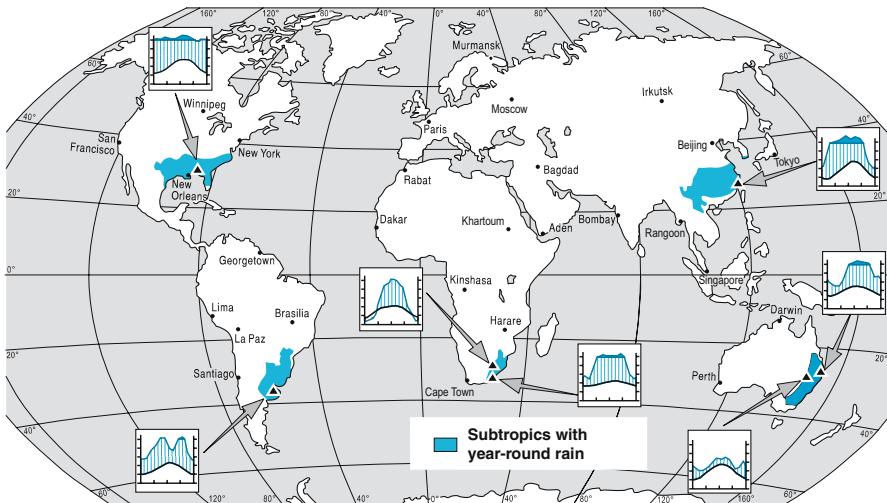 160°
120°
80°
40°
0°
40°
80°
120°
160°
60°
60°
Murmansk
Winnipeg
Irkutsk
Moscow
40°
40°
San
Francisco
Paris
Beijing
New York
Tokyo
Bagdad
New
Orleans
Rabat
20°
20°
Dakar
Khartoum
Aden
Bombay
Rangoon
Georgetown
0°
0°
Kinshasa
Singapore
Lima
Brasilia
Harare
Darwin
La Paz
20°
20°
Santiago
Perth
Cape Town
40°
40°
Subtropics with
year-round rain
60°
120°
80°
40°
0°
40°
80°
120°
160°